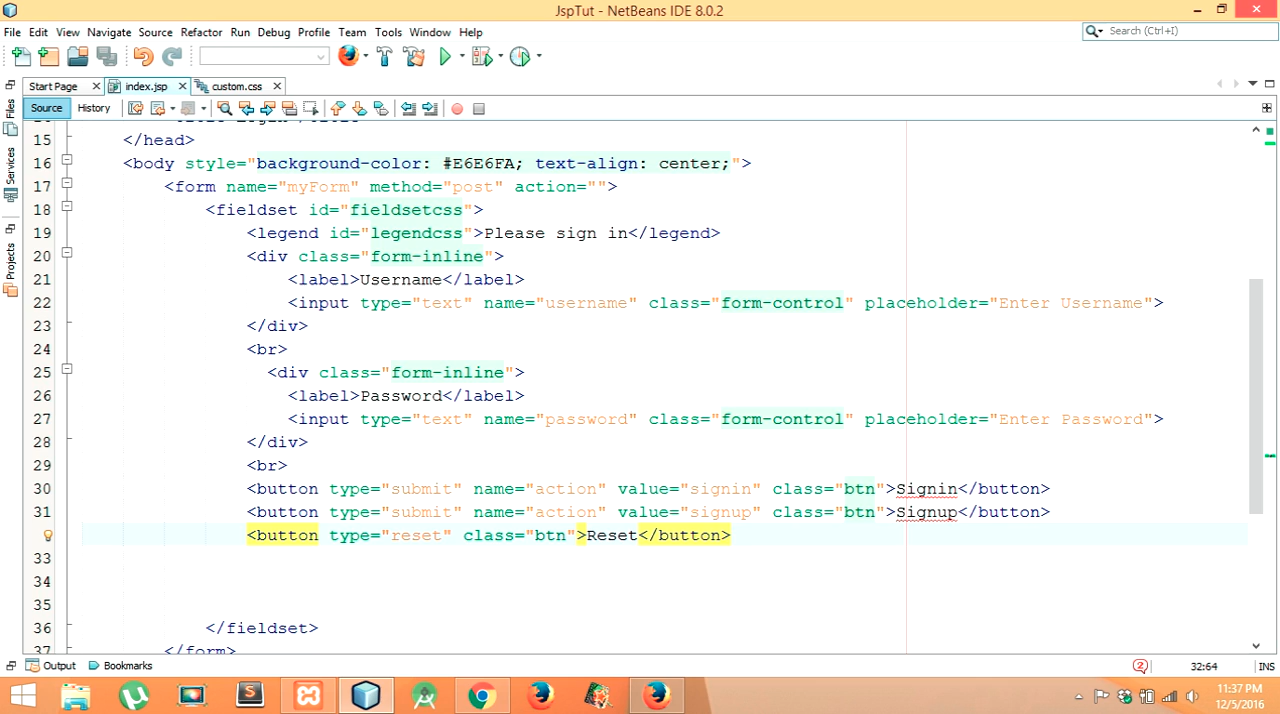 JspTut - NetBeans IDE 8.0.2
File Edit View Navigate Source Refactor Run Debug Profile Team Tools Window Help
Search (Ctrl+I)
Start Page index.jsp custom.css
Source History
Files
Services
Projects
15 </head>
16 <body style="background-color: #E6E6FA; text-align: center;">
17 <form name="myForm" method="post" action="">
18 <fieldset id="fieldsetcss">
19 <legend id="legendcss">Please sign in</legend>
20 <div class="form-inline">
21 <label>Username</label>
22 <input type="text" name="username" class="form-control" placeholder="Enter Username">
23 </div>
24 <br>
25 <div class="form-inline">
26 <label>Password</label>
27 <input type="text" name="password" class="form-control" placeholder="Enter Password">
28 </div>
29 <br>
30 <button type="submit" name="action" value="signin" class="btn">Signin</button>
31 <button type="submit" name="action" value="signup" class="btn">Signup</button>
<button type="reset" class="btn">Reset</button>
33
34
35
36 </fieldset>
37 </form>
Output Bookmarks 2 32:64 INS
11:37 PM
12/5/2016